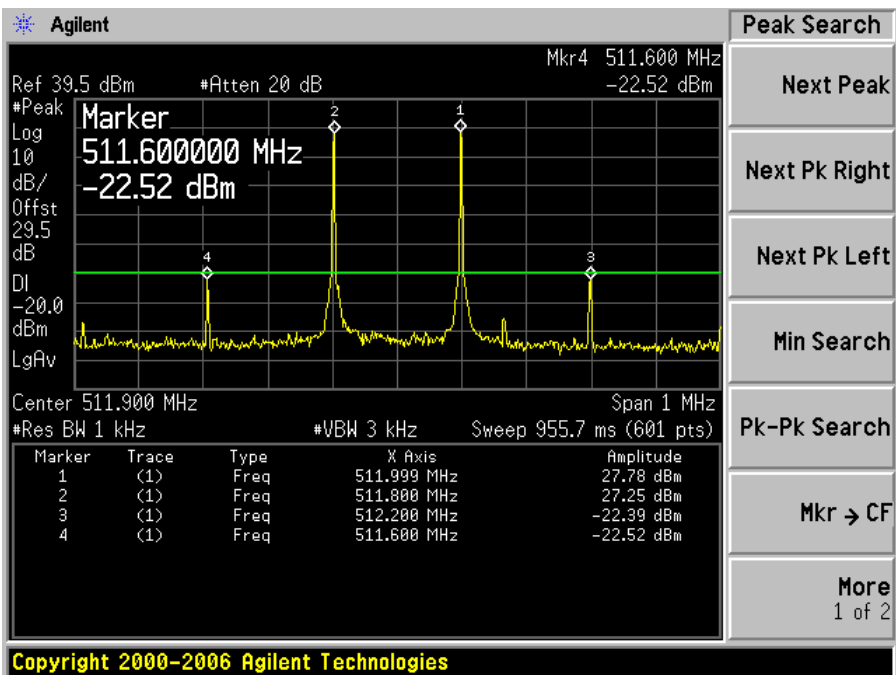 Agilent
Peak Search
Mkr4 511.600 MHz
Ref 39.5 dBm #Atten 20 dB -22.52 dBm
Next Peak
#Peak
Log
10
dB/
Offst
29.5
dB
DI
-20.0
dBm
LgAv
Marker
511.600000 MHz
-22.52 dBm
2
1
4
3
Next Pk Right
Next Pk Left
Min Search
Center 511.900 MHz Span 1 MHz
#Res BW 1 kHz #VBW 3 kHz Sweep 955.7 ms (601 pts)
Pk-Pk Search
Marker Trace Type X Axis Amplitude
1 (1) Freq 511.999 MHz 27.78 dBm
2 (1) Freq 511.800 MHz 27.25 dBm
3 (1) Freq 512.200 MHz -22.39 dBm
4 (1) Freq 511.600 MHz -22.52 dBm
Mkr → CF
More
1 of 2
Copyright 2000-2006 Agilent Technologies